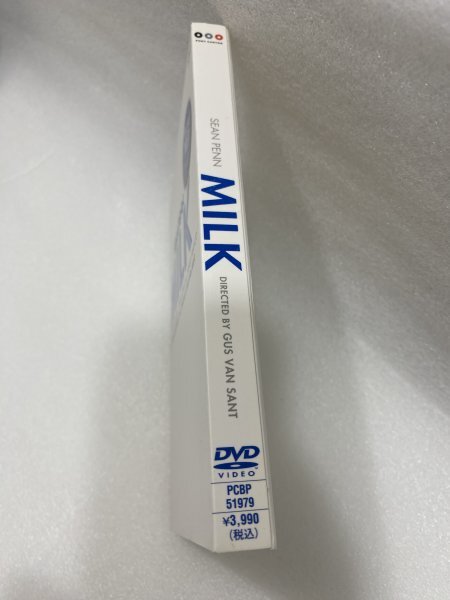 PONY CANYON
SEAN PENN
MILK
DIRECTED BY GUS VAN SANT
DVD
VIDEO
PCBP
51979
¥3,990
(税込)